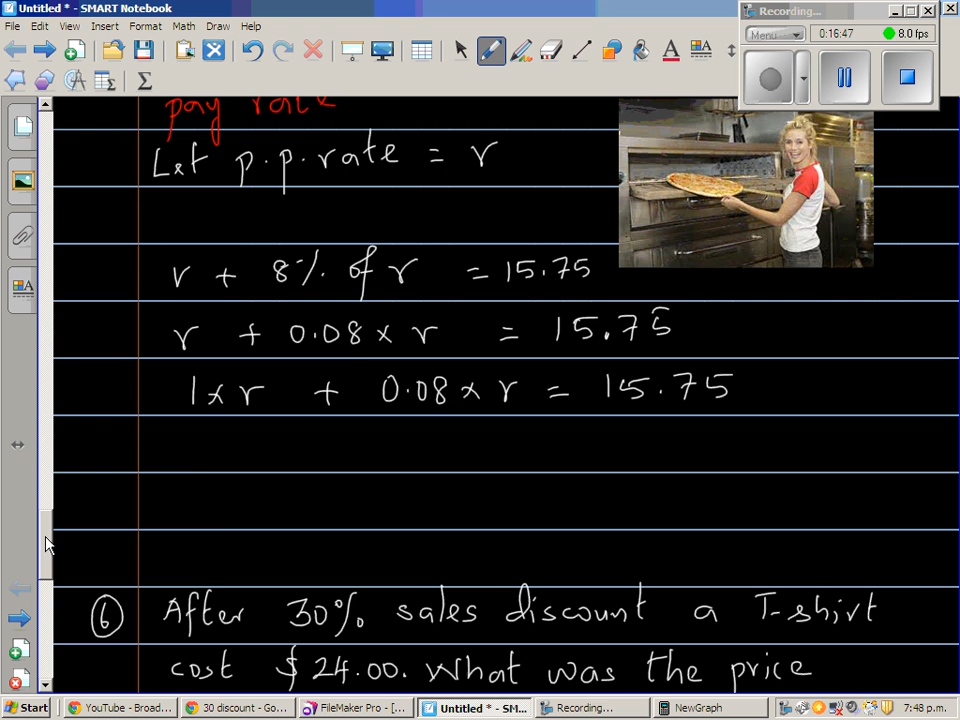 Untitled * - SMART Notebook
File Edit View Insert Format Math Draw Help
Recording...
Menu
0:16:47
8.0 fps
pay rate
Let p.p.rate = r
r + 8% of r = 15.75
r + 0.08 × r = 15.75
1 × r + 0.08 × r = 15.75
6 After 30% sales discount a T-shirt
cost $24.00. What was the price
Start YouTube - Broad... 30 discount - Go... FileMaker Pro - [... Untitled * - SM... Recording... NewGraph 7:48 p.m.